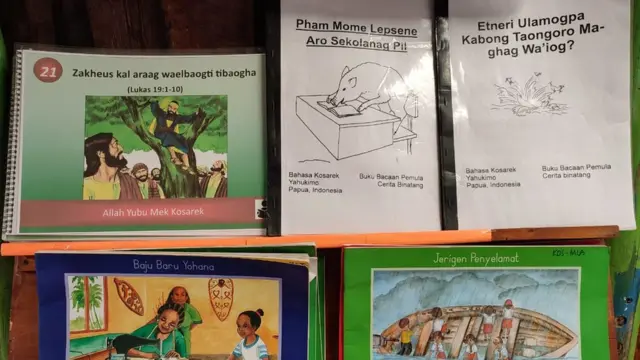 21
Zakheus kal araag waelbaogti tibaogha
(Lukas 19:1-10)
Allah Yubu Mek Kosarek
Pham Mome Lepsene
Aro Sekolanaq Pi!
Bahasa Kosarek
Yahukimo
Papua, Indonesia
Buku Bacaan Pemula
Cerita Binatang
Etneri Ulamogpa
Kabong Taongoro Ma-
ghag Wa'iog?
Bahasa Kosarek
Yahukimo
Papua, Indonesia
Buku Bacaan Pemula
Cerita binatang
Baju Baru Yohana
Jerigen Penyelamat